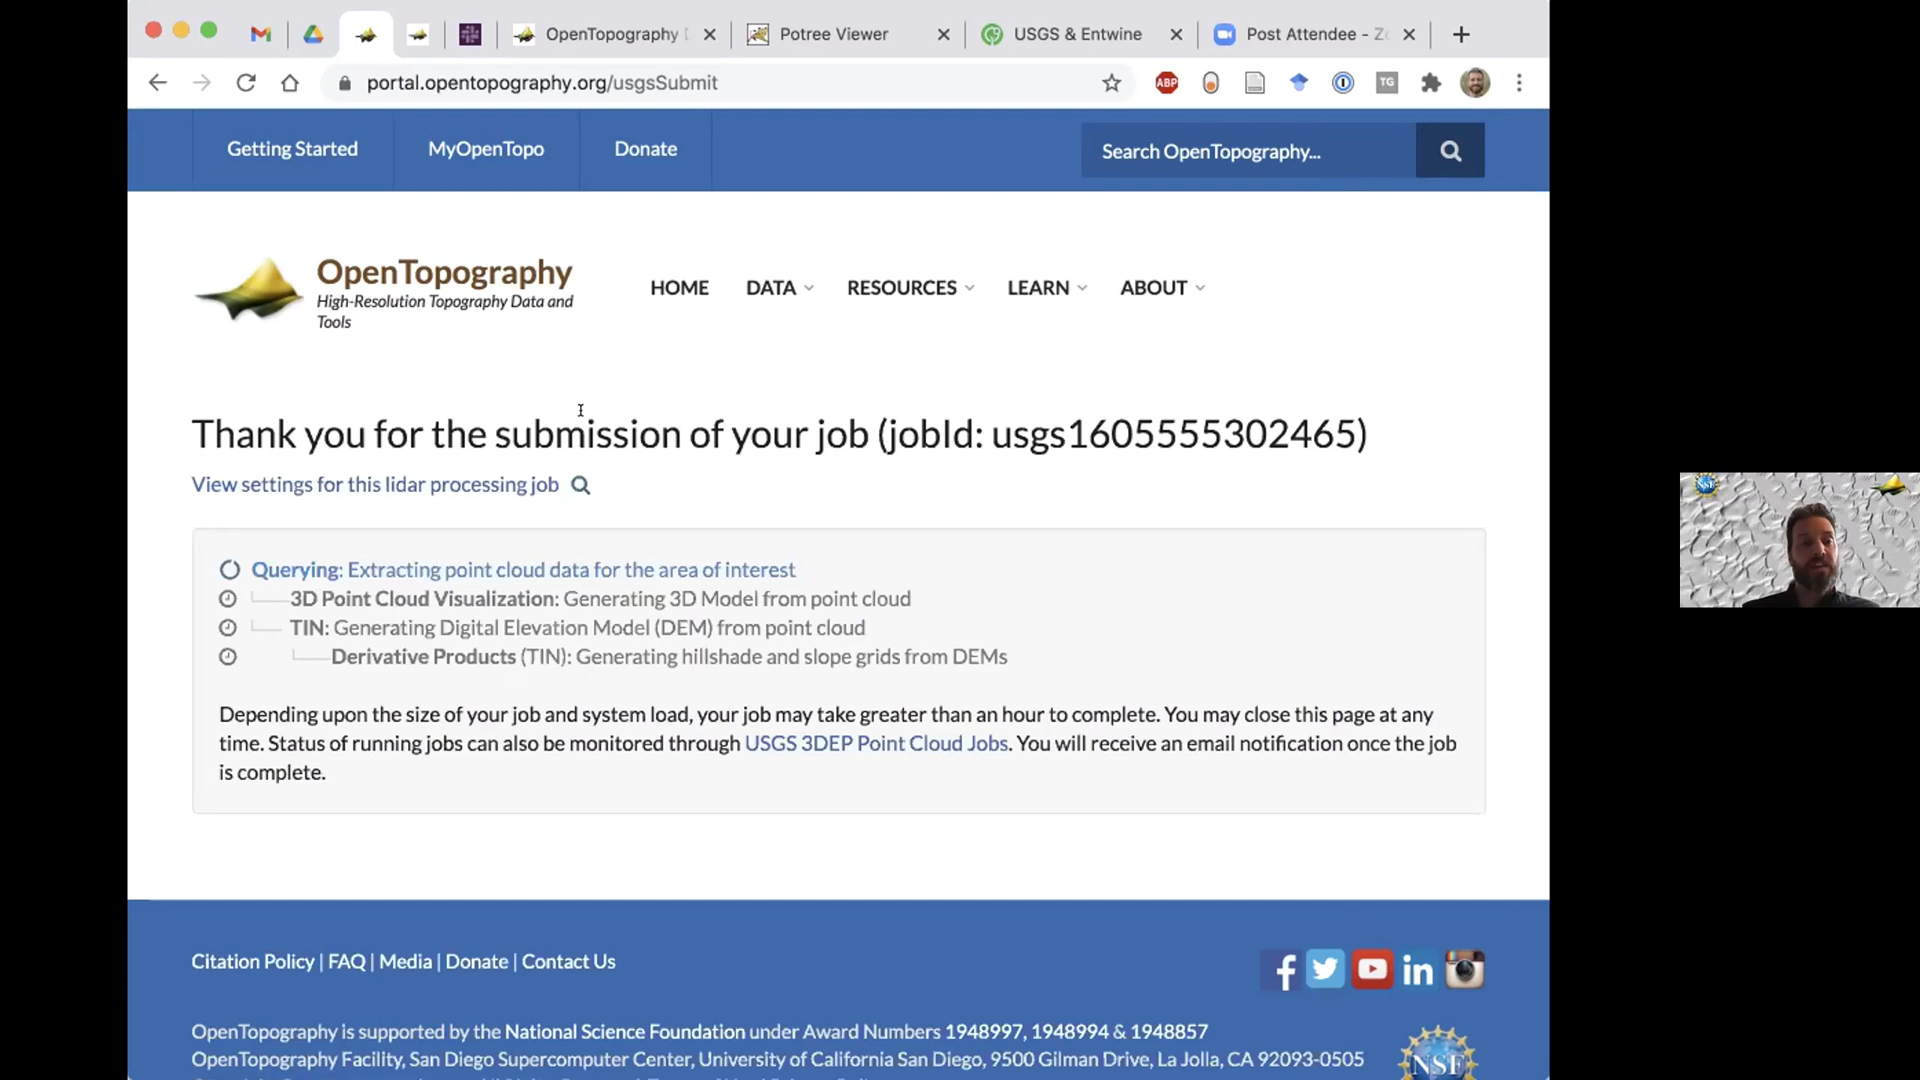 OpenTopography
Potree Viewer
USGS & Entwine
Post Attendee - Zo
portal.opentopography.org/usgsSubmit
ABP
TG
Getting Started
MyOpenTopo
Donate
Search OpenTopography...
OpenTopography
High-Resolution Topography Data and
Tools
HOME
DATA
RESOURCES
LEARN
ABOUT
Thank you for the submission of your job (jobId: usgs1605555302465)
View settings for this lidar processing job
Querying: Extracting point cloud data for the area of interest
3D Point Cloud Visualization: Generating 3D Model from point cloud
TIN: Generating Digital Elevation Model (DEM) from point cloud
Derivative Products (TIN): Generating hillshade and slope grids from DEMs
Depending upon the size of your job and system load, your job may take greater than an hour to complete. You may close this page at any
time. Status of running jobs can also be monitored through USGS 3DEP Point Cloud Jobs. You will receive an email notification once the job
is complete.
Citation Policy | FAQ | Media | Donate | Contact Us
OpenTopography is supported by the National Science Foundation under Award Numbers 1948997, 1948994 & 1948857
OpenTopography Facility, San Diego Supercomputer Center, University of California San Diego, 9500 Gilman Drive, La Jolla, CA 92093-0505
NSF
NSF